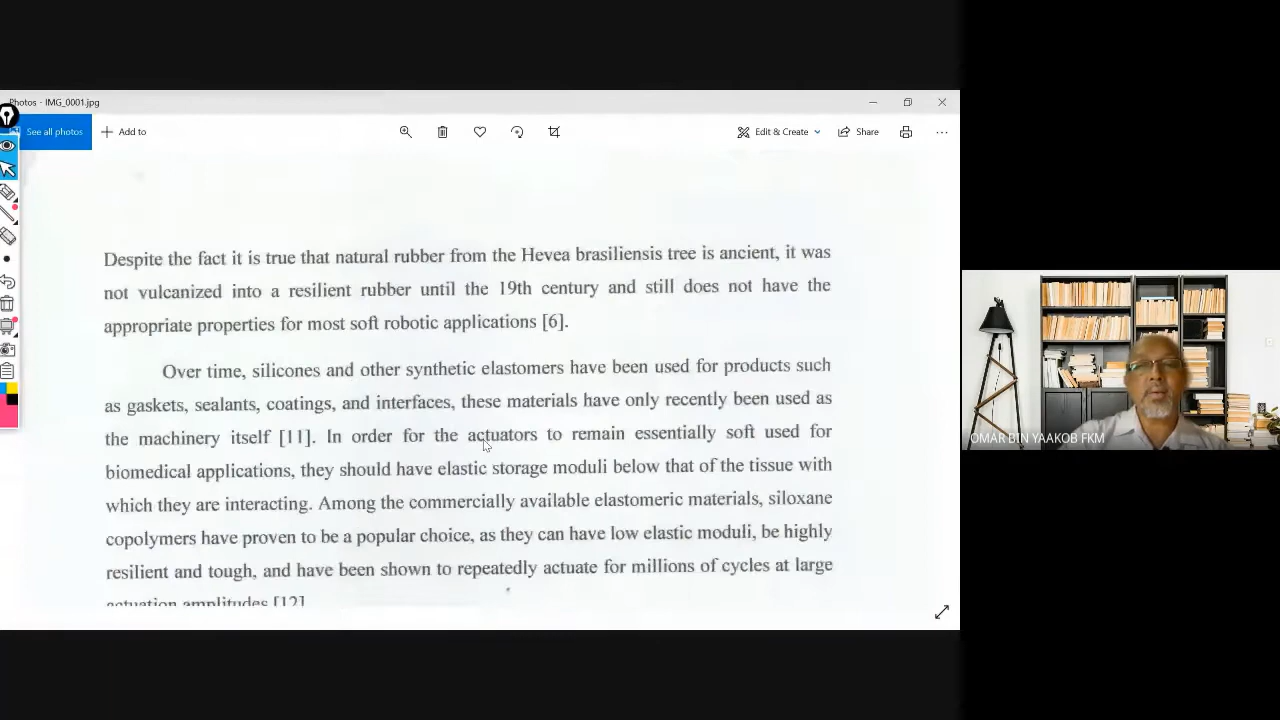 Photos - IMG_0001.jpg
See all photos
Add to
Edit & Create
Share
Despite the fact it is true that natural rubber from the Hevea brasiliensis tree is ancient, it was
not vulcanized into a resilient rubber until the 19th century and still does not have the
appropriate properties for most soft robotic applications [6].
Over time, silicones and other synthetic elastomers have been used for products such
as gaskets, sealants, coatings, and interfaces, these materials have only recently been used as
the machinery itself [11]. In order for the actuators to remain essentially soft used for
biomedical applications, they should have elastic storage moduli below that of the tissue with
which they are interacting. Among the commercially available elastomeric materials, siloxane
copolymers have proven to be a popular choice, as they can have low elastic moduli, be highly
resilient and tough, and have been shown to repeatedly actuate for millions of cycles at large
actuation amplitudes [12]
OMAR BIN YAAKOB FKM